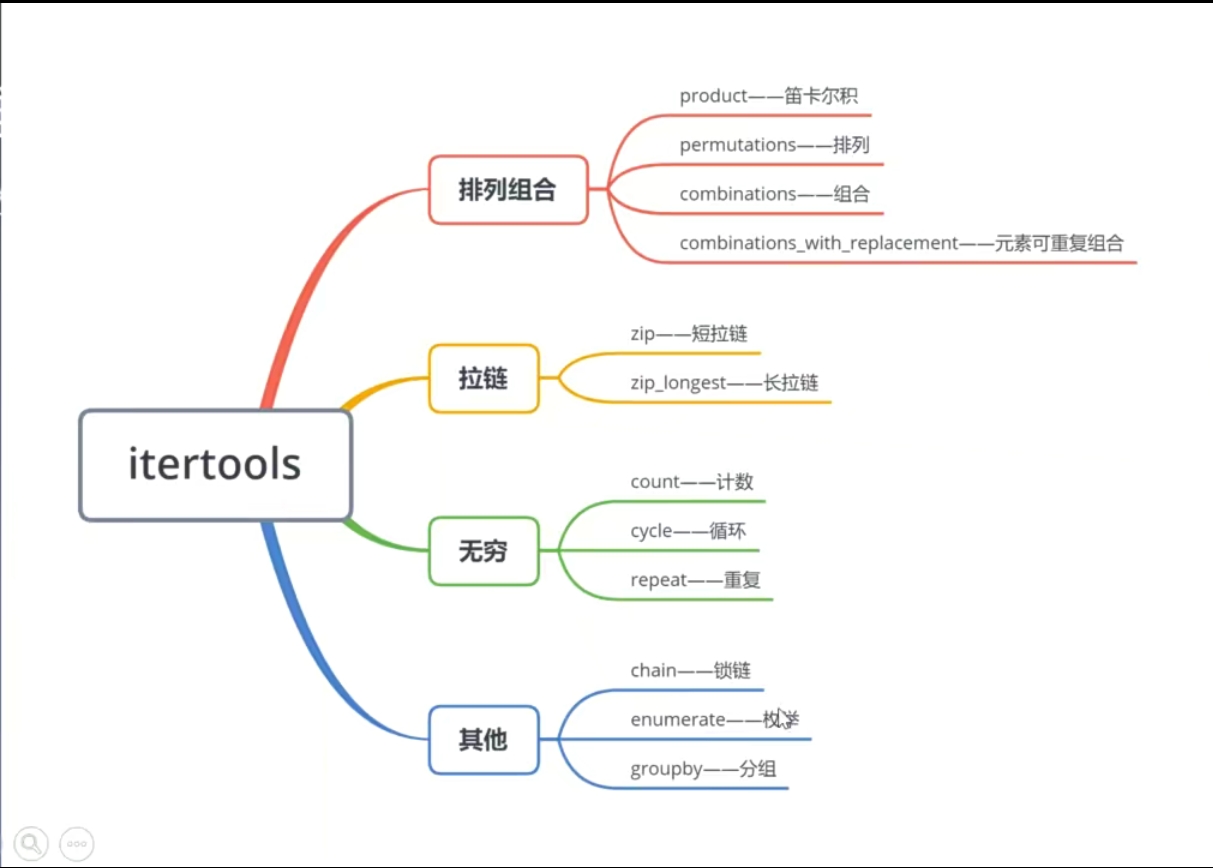 itertools
排列组合
product——笛卡尔积
permutations——排列
combinations——组合
combinations_with_replacement——元素可重复组合
拉链
zip——短拉链
zip_longest——长拉链
无穷
count——计数
cycle——循环
repeat——重复
其他
chain——锁链
enumerate——枚举
groupby——分组